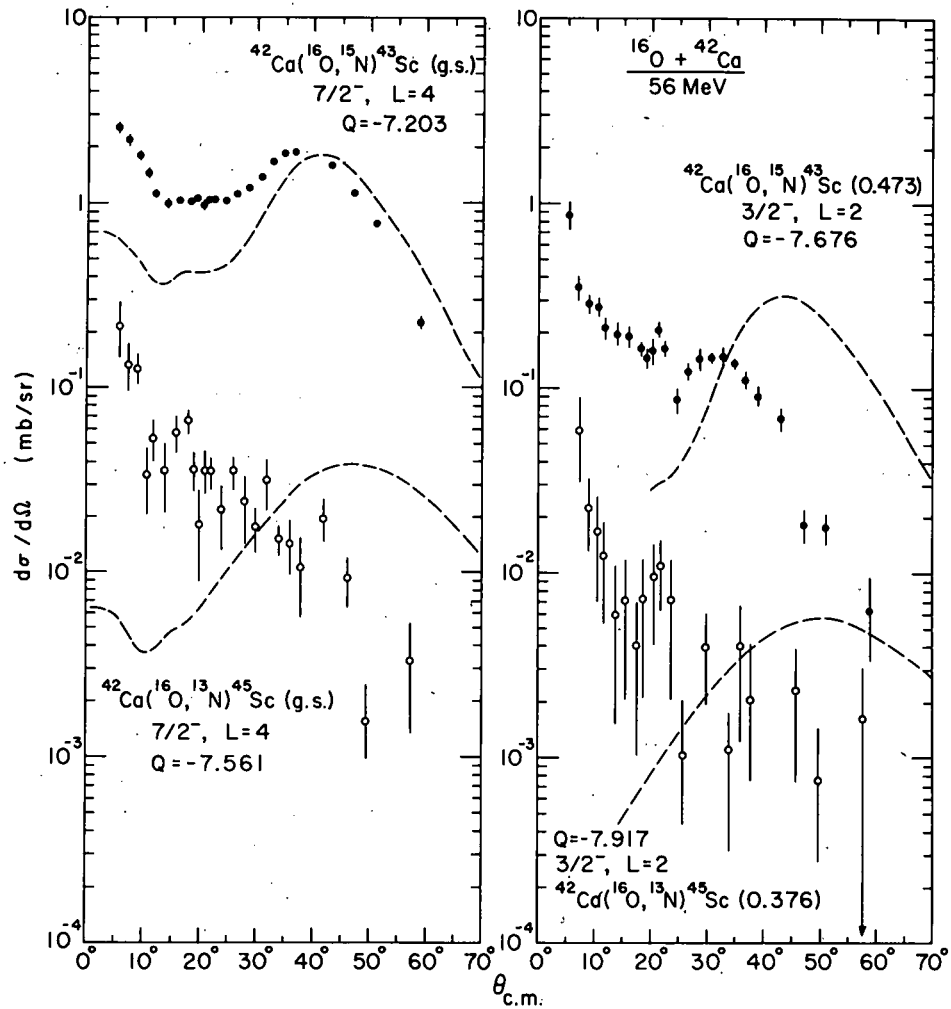 10
1
10⁻¹
10⁻²
10⁻³
10⁻⁴
dσ/dΩ (mb/sr)
⁴²Ca(¹⁶O,¹⁵N)⁴³Sc (g.s.)
7/2⁻, L=4
Q=-7.203
⁴²Ca(¹⁶O,¹³N)⁴⁵Sc (g.s.)
7/2⁻, L=4
Q=-7.561
0° 10° 20° 30° 40° 50° 60° 70°
10
1
10⁻¹
10⁻²
10⁻³
10⁻⁴
¹⁶O + ⁴²Ca
56 MeV
⁴²Ca(¹⁶O,¹⁵N)⁴³Sc (0.473)
3/2⁻, L=2
Q=-7.676
Q=-7.917
3/2⁻, L=2
⁴²Ca(¹⁶O,¹³N)⁴⁵Sc (0.376)
0° 10° 20° 30° 40° 50° 60° 70°
θc.m.